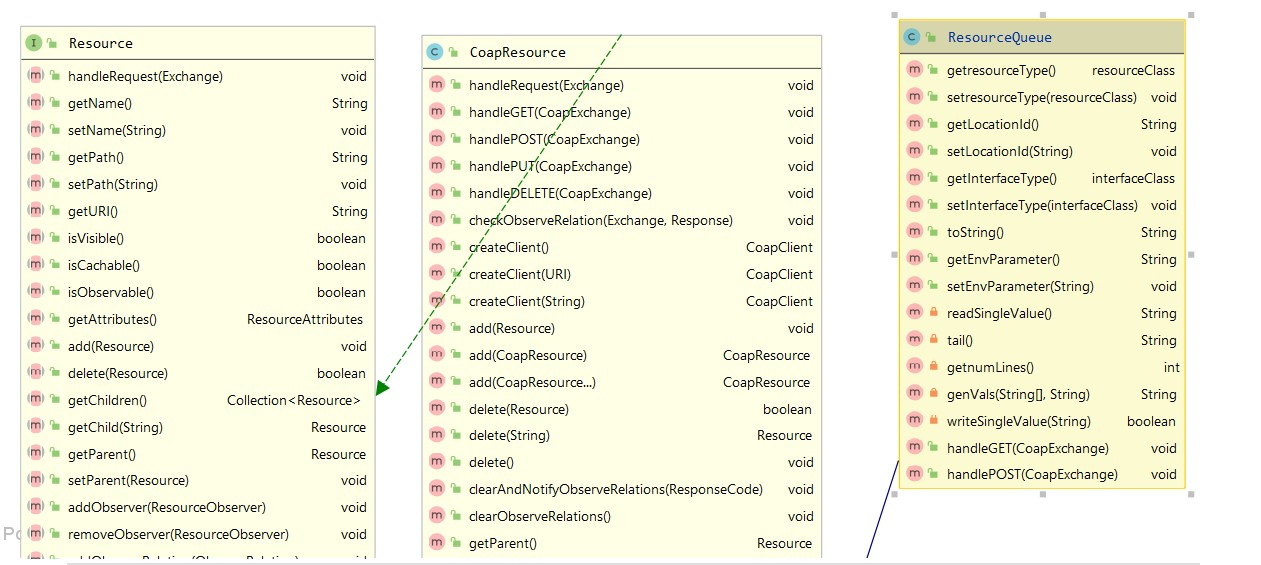 I Resource
m handleRequest(Exchange) void
m getName() String
m setName(String) void
m getPath() String
m setPath(String) void
m getURI() String
m isVisible() boolean
m isCachable() boolean
m isObservable() boolean
m getAttributes() ResourceAttributes
m add(Resource) void
m delete(Resource) boolean
m getChildren() Collection<Resource>
m getChild(String) Resource
m getParent() Resource
m setParent(Resource) void
m addObserver(ResourceObserver) void
m removeObserver(ResourceObserver) void
C CoapResource
m handleRequest(Exchange) void
m handleGET(CoapExchange) void
m handlePOST(CoapExchange) void
m handlePUT(CoapExchange) void
m handleDELETE(CoapExchange) void
m checkObserveRelation(Exchange, Response) void
m createClient() CoapClient
m createClient(URI) CoapClient
m createClient(String) CoapClient
m add(Resource) void
m add(CoapResource) CoapResource
m add(CoapResource...) CoapResource
m delete(Resource) boolean
m delete(String) Resource
m delete() void
m clearAndNotifyObserveRelations(ResponseCode) void
m clearObserveRelations() void
m getParent() Resource
C ResourceQueue
m getresourceType() resourceClass
m setresourceType(resourceClass) void
m getLocationId() String
m setLocationId(String) void
m getInterfaceType() interfaceClass
m setInterfaceType(interfaceClass) void
m toString() String
m getEnvParameter() String
m setEnvParameter(String) void
m readSingleValue() String
m tail() String
m getnumLines() int
m genVals(String[], String) String
m writeSingleValue(String) boolean
m handleGET(CoapExchange) void
m handlePOST(CoapExchange) void